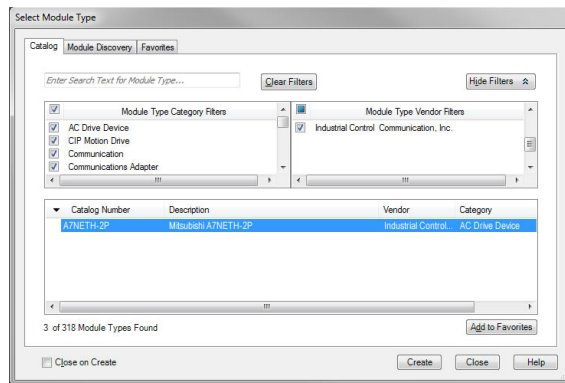 Select Module Type
Catalog Module Discovery Favorites
Enter Search Text for Module Type... Clear Filters Hide Filters
Module Type Category Filters Module Type Vendor Filters
AC Drive Device Industrial Control Communication, Inc.
CIP Motion Drive
Communication
Communications Adapter
Catalog Number Description Vendor Category
A7NETH-2P Mitsubishi A7NETH-2P Industrial Control... AC Drive Device
3 of 318 Module Types Found Add to Favorites
Close on Create Create Close Help